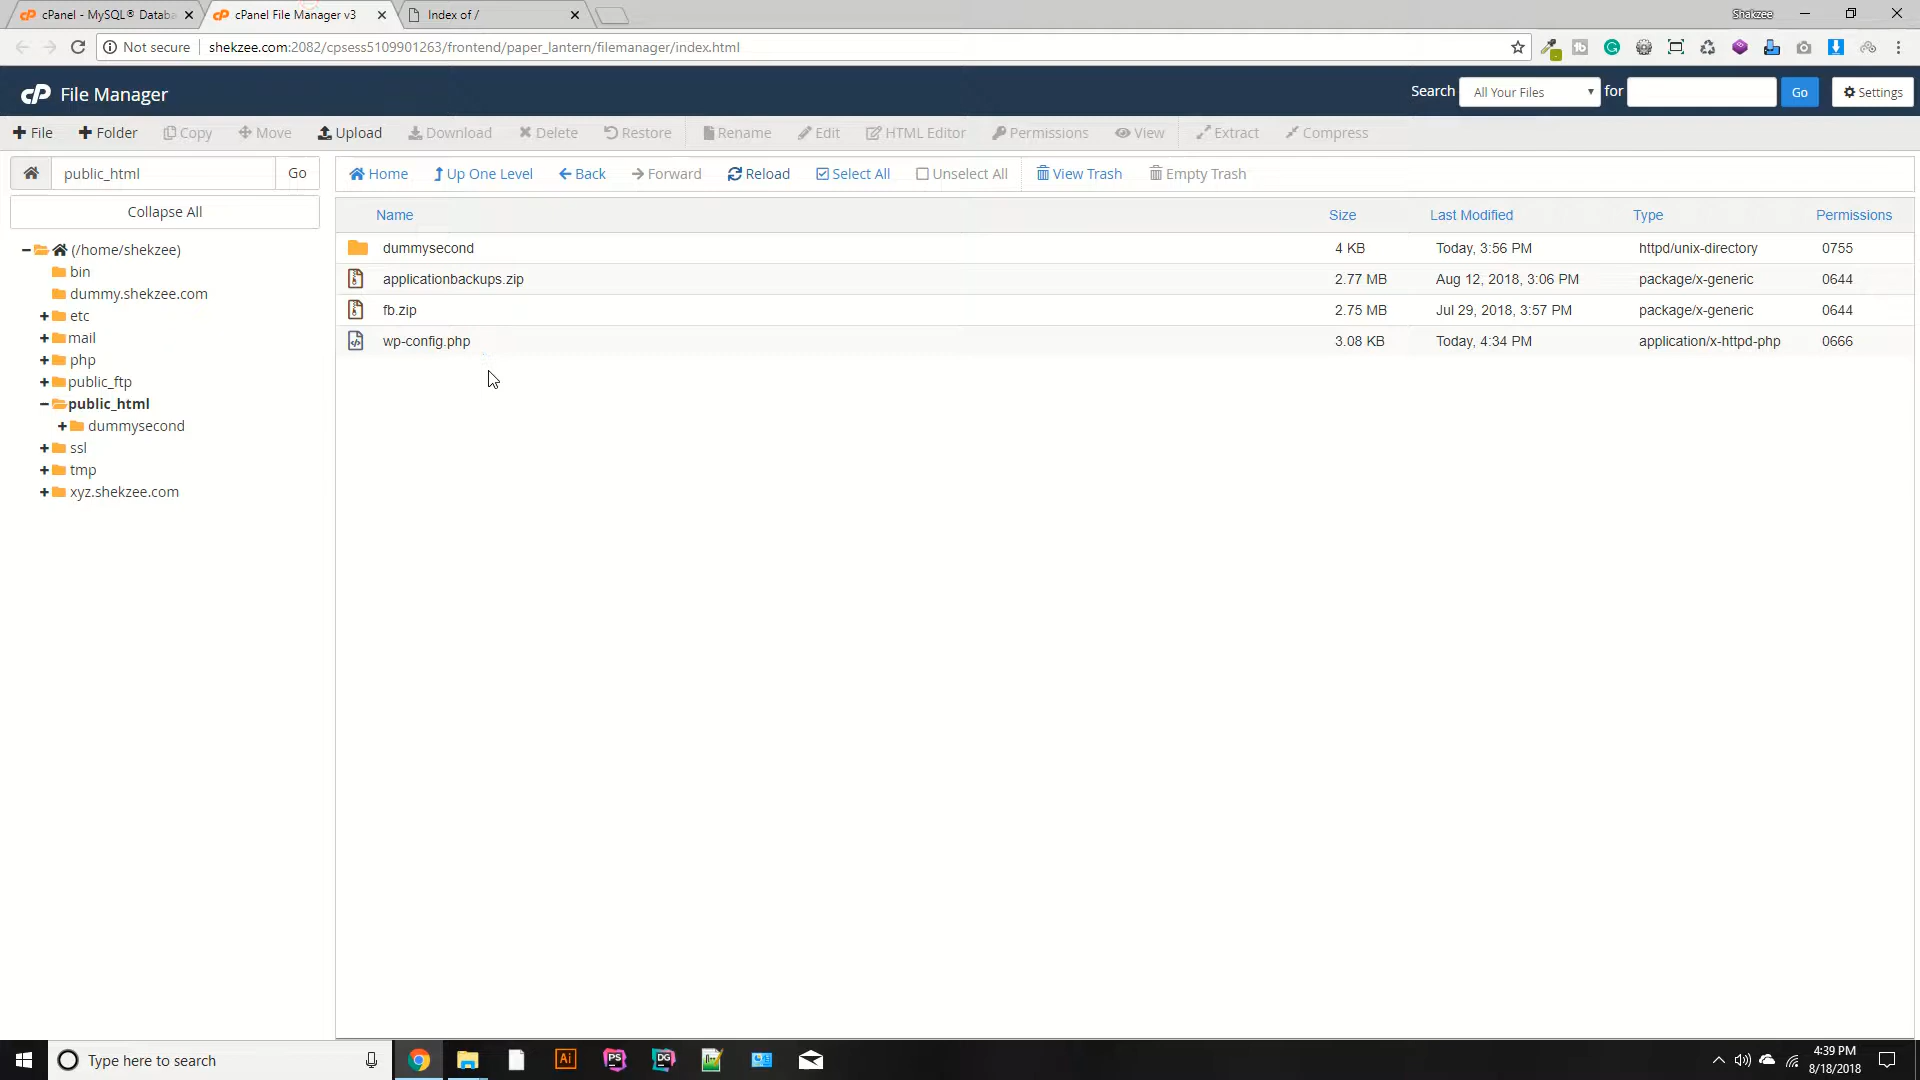 cPanel - MySQL® Databa
cPanel File Manager v3
Index of /
Shakzee
Not secure
shekzee.com:2082/cpsess5109901263/frontend/paper_lantern/filemanager/index.html
cP File Manager
Search All Your Files for Go Settings
File Folder Copy Move Upload Download Delete Restore Rename Edit HTML Editor Permissions View Extract Compress
public_html Go
Home Up One Level Back Forward Reload Select All Unselect All View Trash Empty Trash
Collapse All
(/home/shekzee)
bin
dummy.shekzee.com
etc
mail
php
public_ftp
public_html
dummysecond
ssl
tmp
xyz.shekzee.com
Name Size Last Modified Type Permissions
dummysecond 4 KB Today, 3:56 PM httpd/unix-directory 0755
applicationbackups.zip 2.77 MB Aug 12, 2018, 3:06 PM package/x-generic 0644
fb.zip 2.75 MB Jul 29, 2018, 3:57 PM package/x-generic 0644
wp-config.php 3.08 KB Today, 4:34 PM application/x-httpd-php 0666
Type here to search
Ai
PS
DG
4:39 PM
8/18/2018